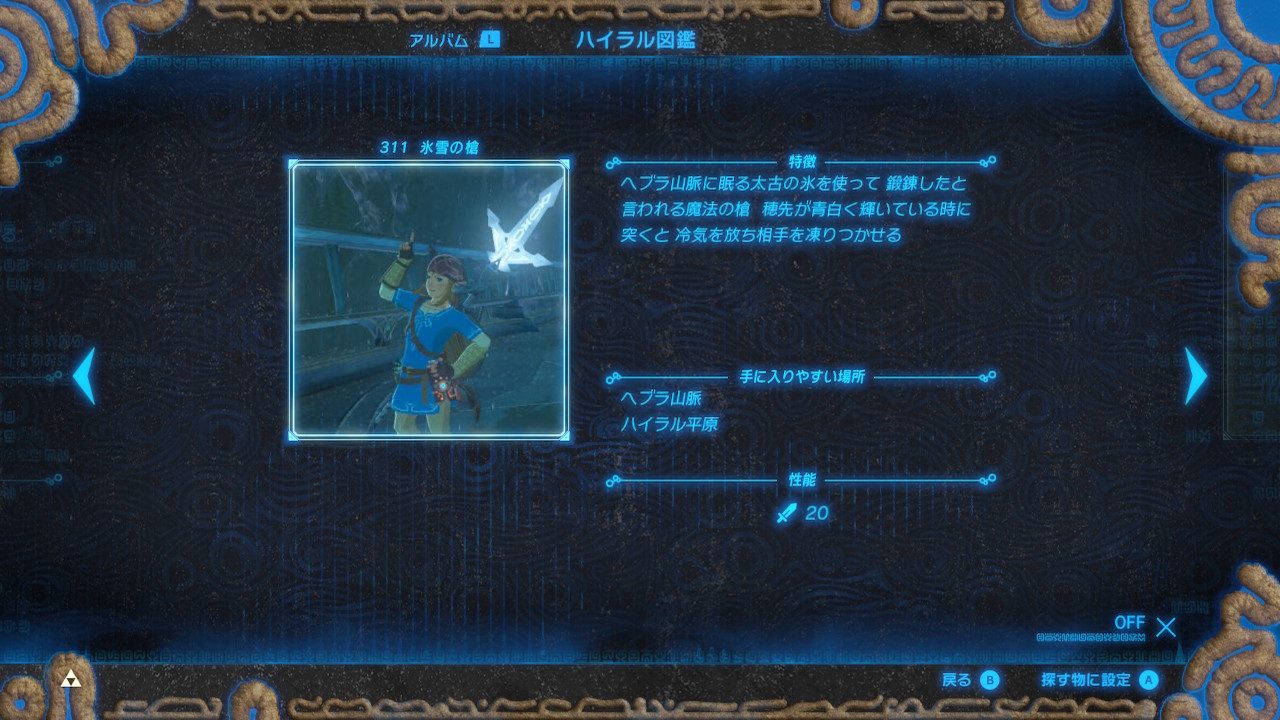 アルバム L
ハイラル図鑑
311 氷雪の槍
特徴
ヘブラ山脈に眠る太古の氷を使って 鍛錬したと
言われる魔法の槍 穂先が青白く輝いている時に
突くと 冷気を放ち相手を凍りつかせる
手に入りやすい場所
ヘブラ山脈
ハイラル平原
性能
20
OFF
戻る B
探す物に設定 A